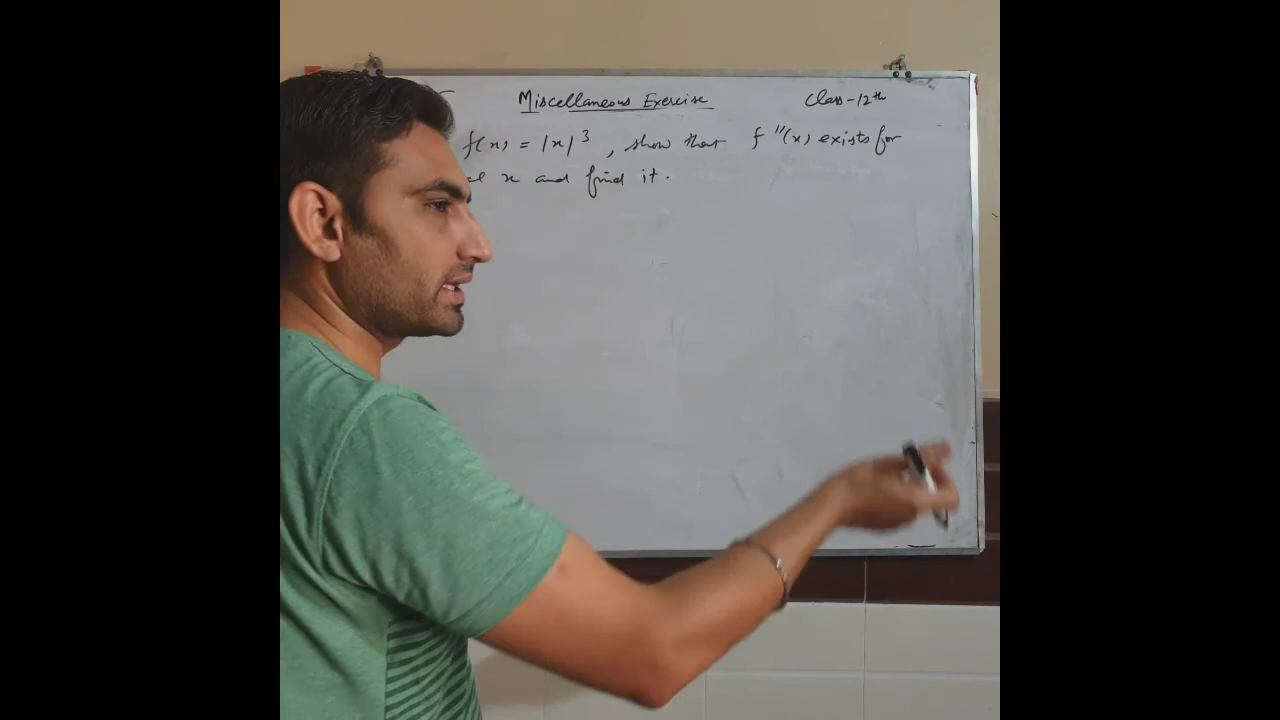 Miscellaneous Exercise Class-12th
f(x) = |x|³, show that f''(x) exists for
x and find it.